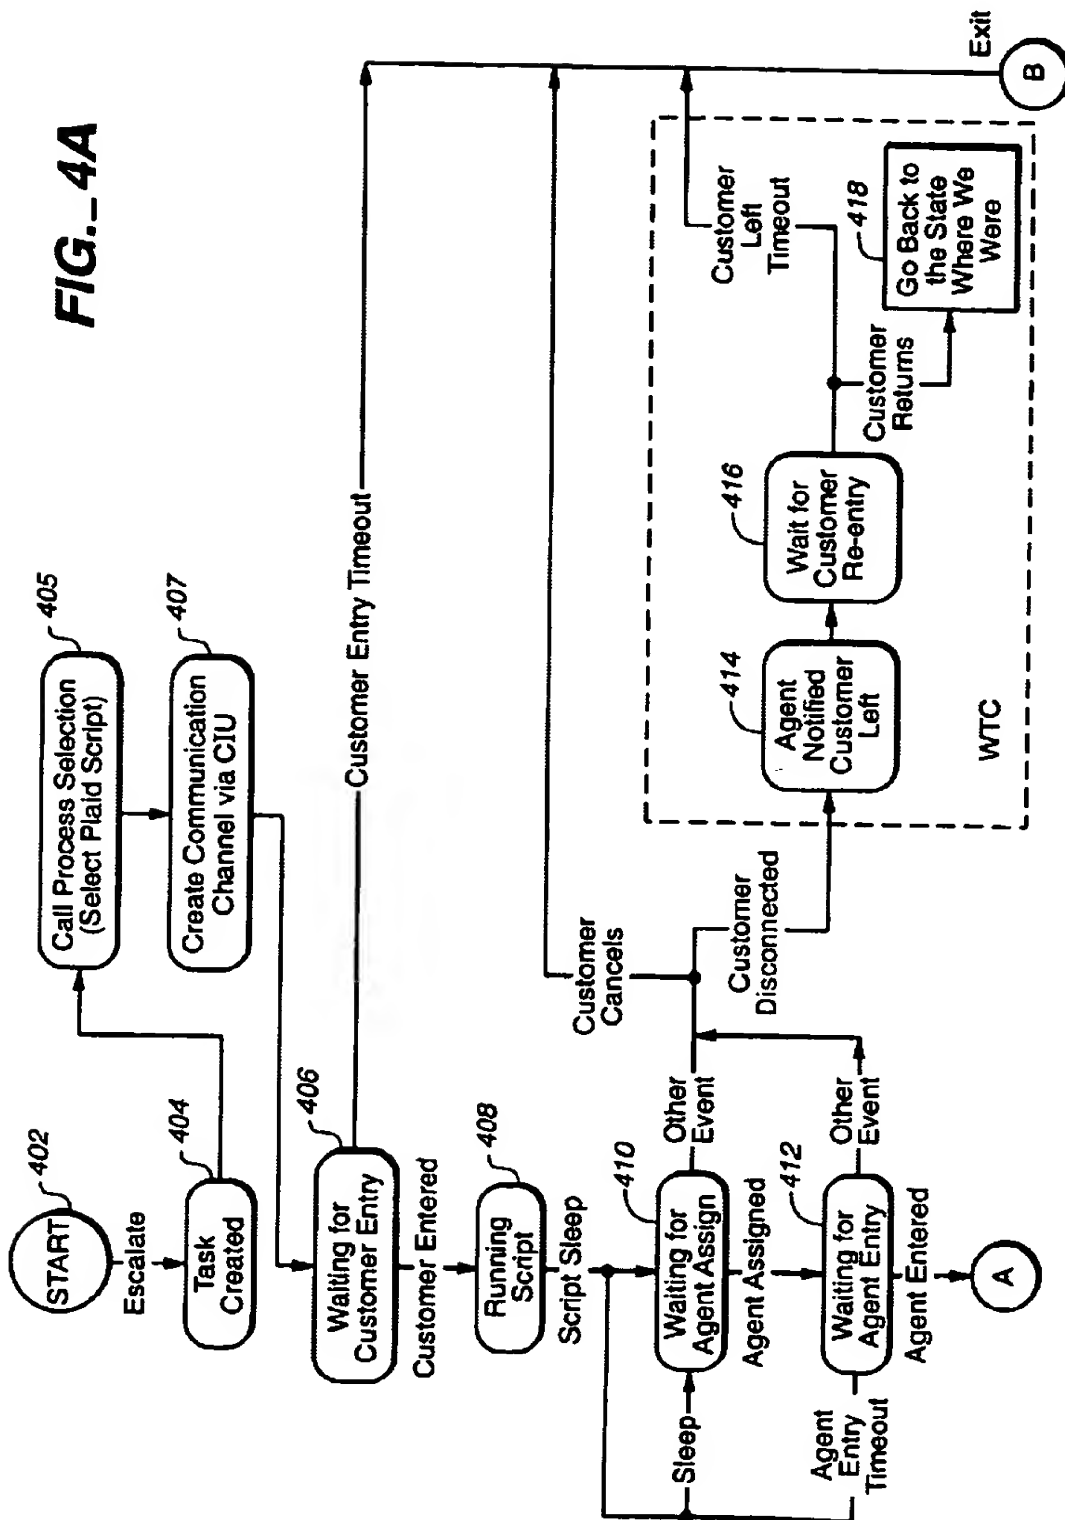 FIG._4A
START
402
Escalate
Task
Created
404
Call Process Selection
(Select Plaid Script)
405
Create Communication
Channel via CIU
407
Waiting for
Customer Entry
406
Customer Entry Timeout
Customer Entered
Running
Script
408
Script Sleep
Waiting for
Agent Assign
410
Sleep
Other
Event
Agent Assigned
Waiting for
Agent Entry
412
Other
Event
Agent
Entry
Timeout
Agent Entered
A
Customer
Cancels
Customer
Disconnected
Agent
Notified
Customer
Left
414
Wait for
Customer
Re-entry
416
Customer
Left
Timeout
Customer
Returns
Go Back to
the State
Where We
Were
418
WTC
Exit
B